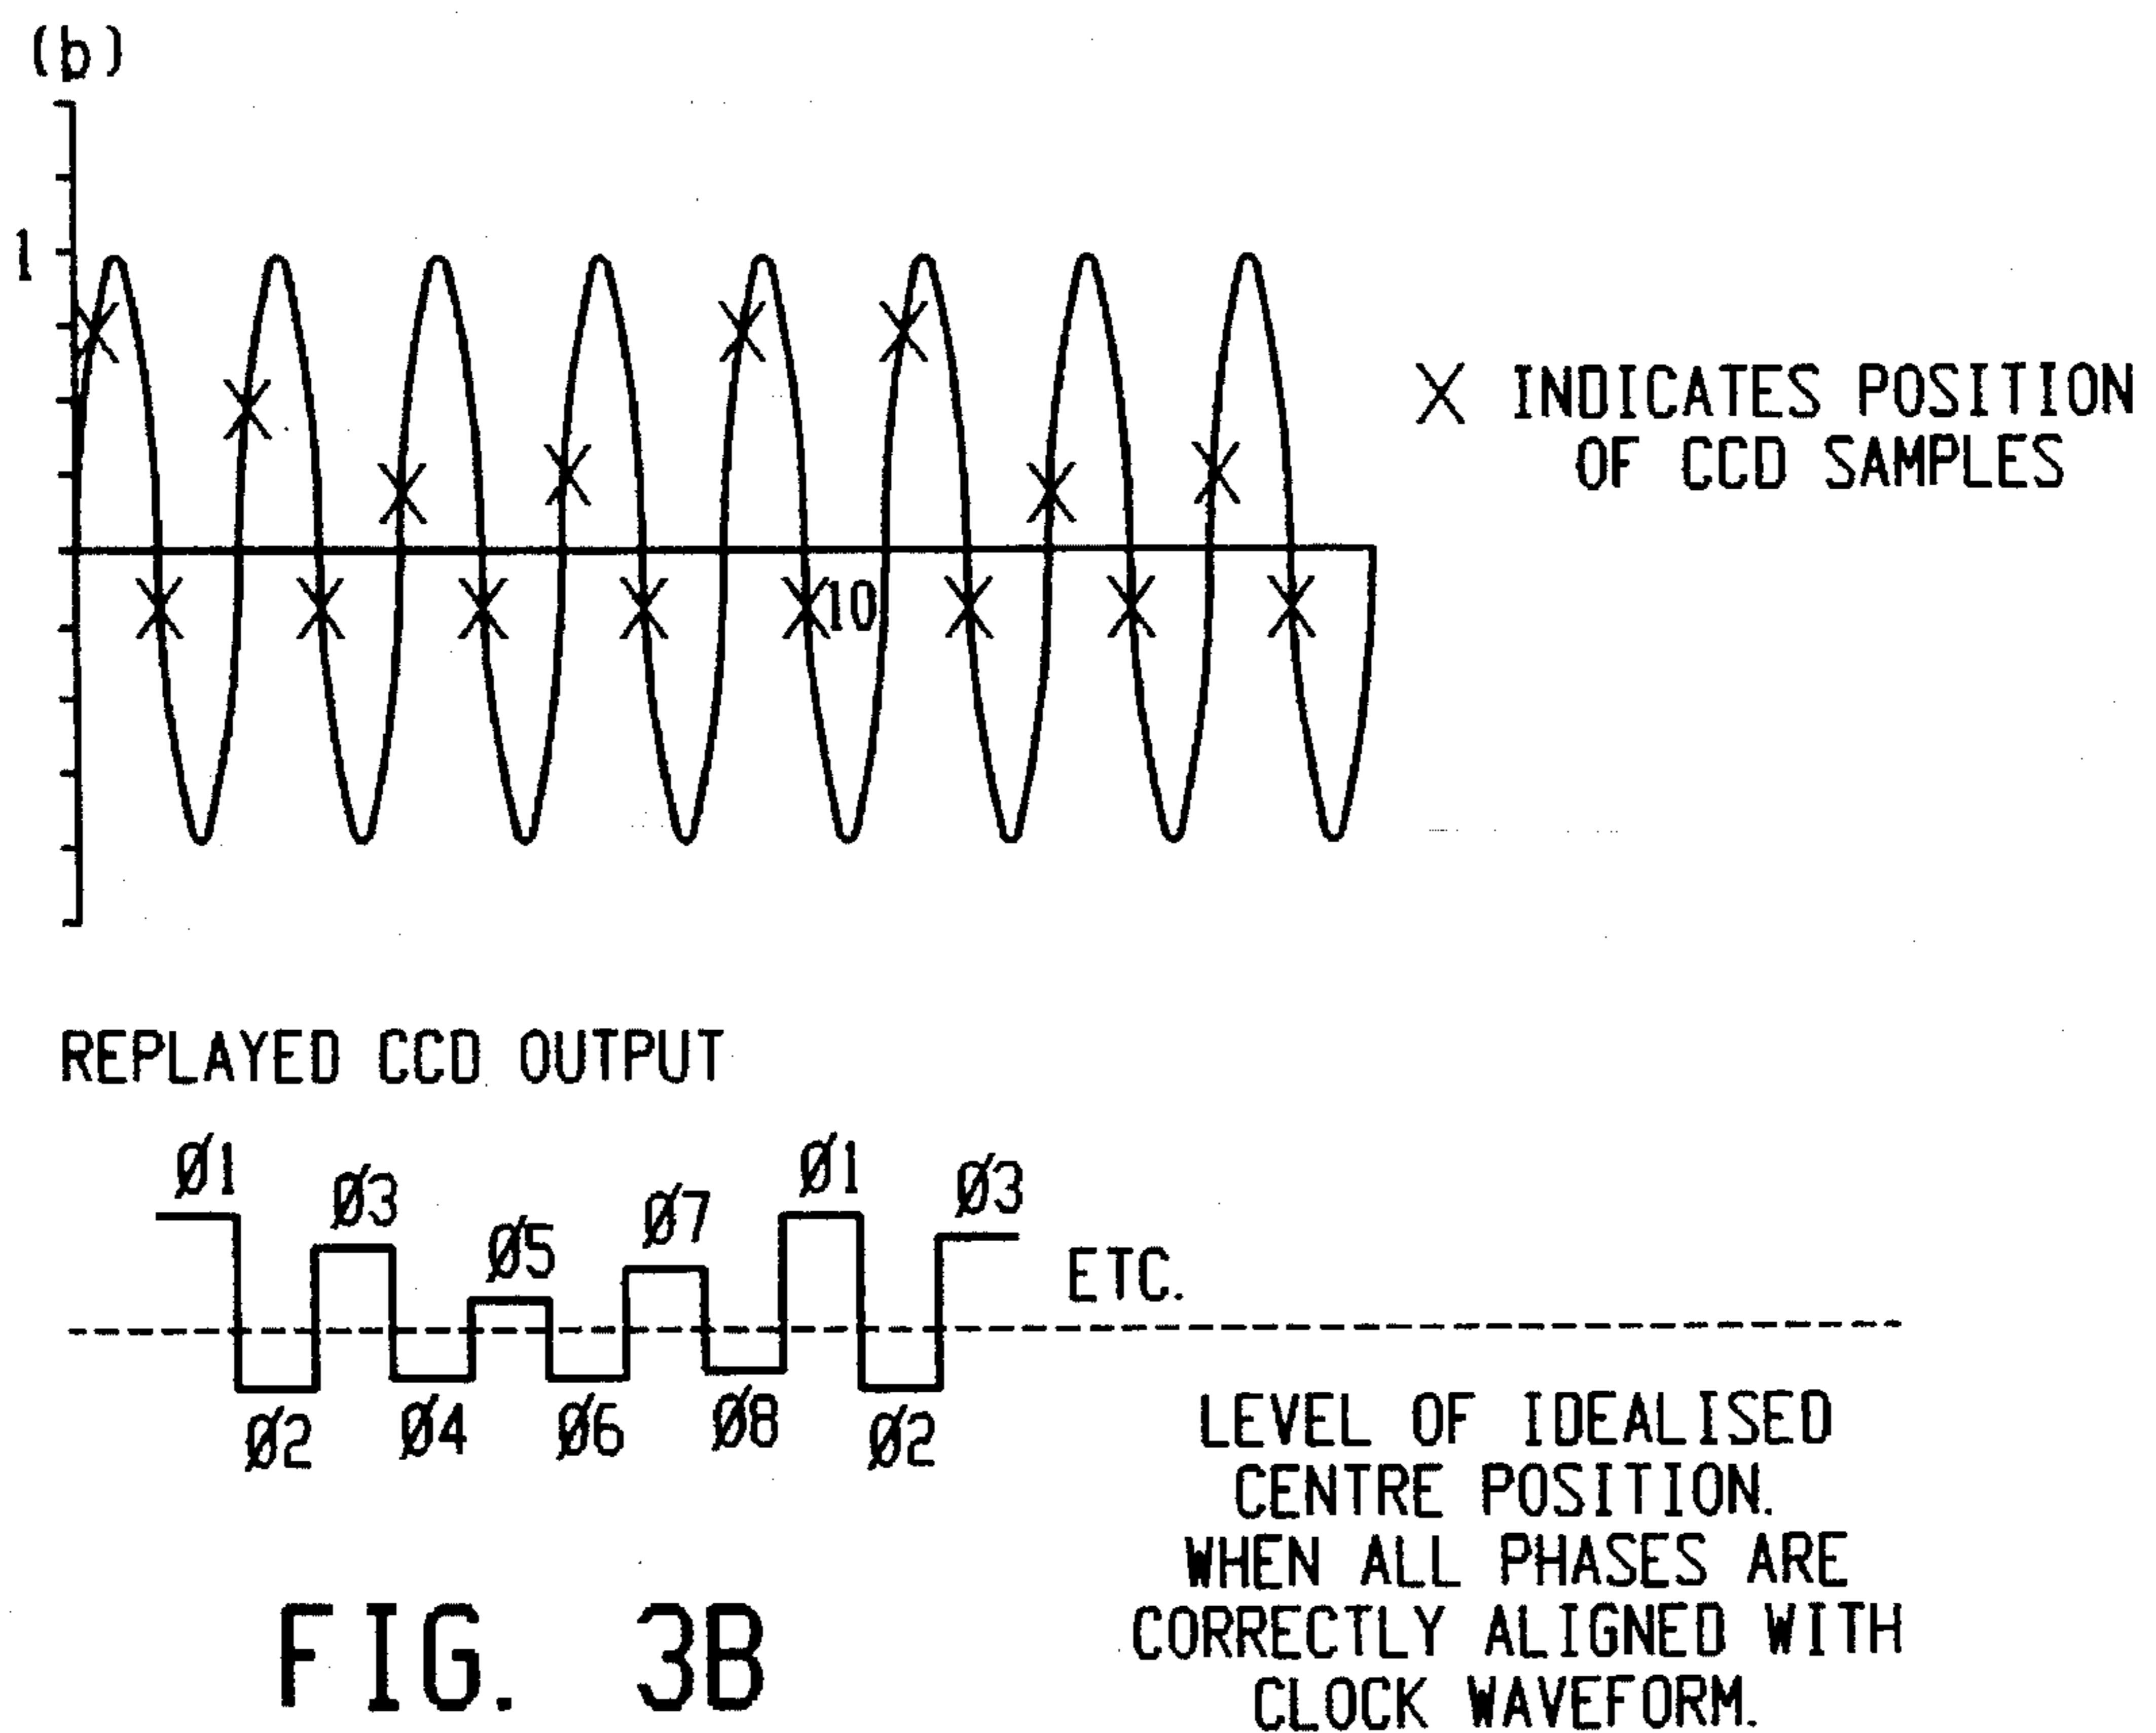 (b)
1
X INDICATES POSITION
OF CCD SAMPLES
10
REPLAYED CCD OUTPUT
Ø1 Ø3 Ø5 Ø7 Ø1 Ø3
ETC.
Ø2 Ø4 Ø6 Ø8 Ø2
LEVEL OF IDEALISED
CENTRE POSITION.
WHEN ALL PHASES ARE
CORRECTLY ALIGNED WITH
CLOCK WAVEFORM.
FIG. 3B